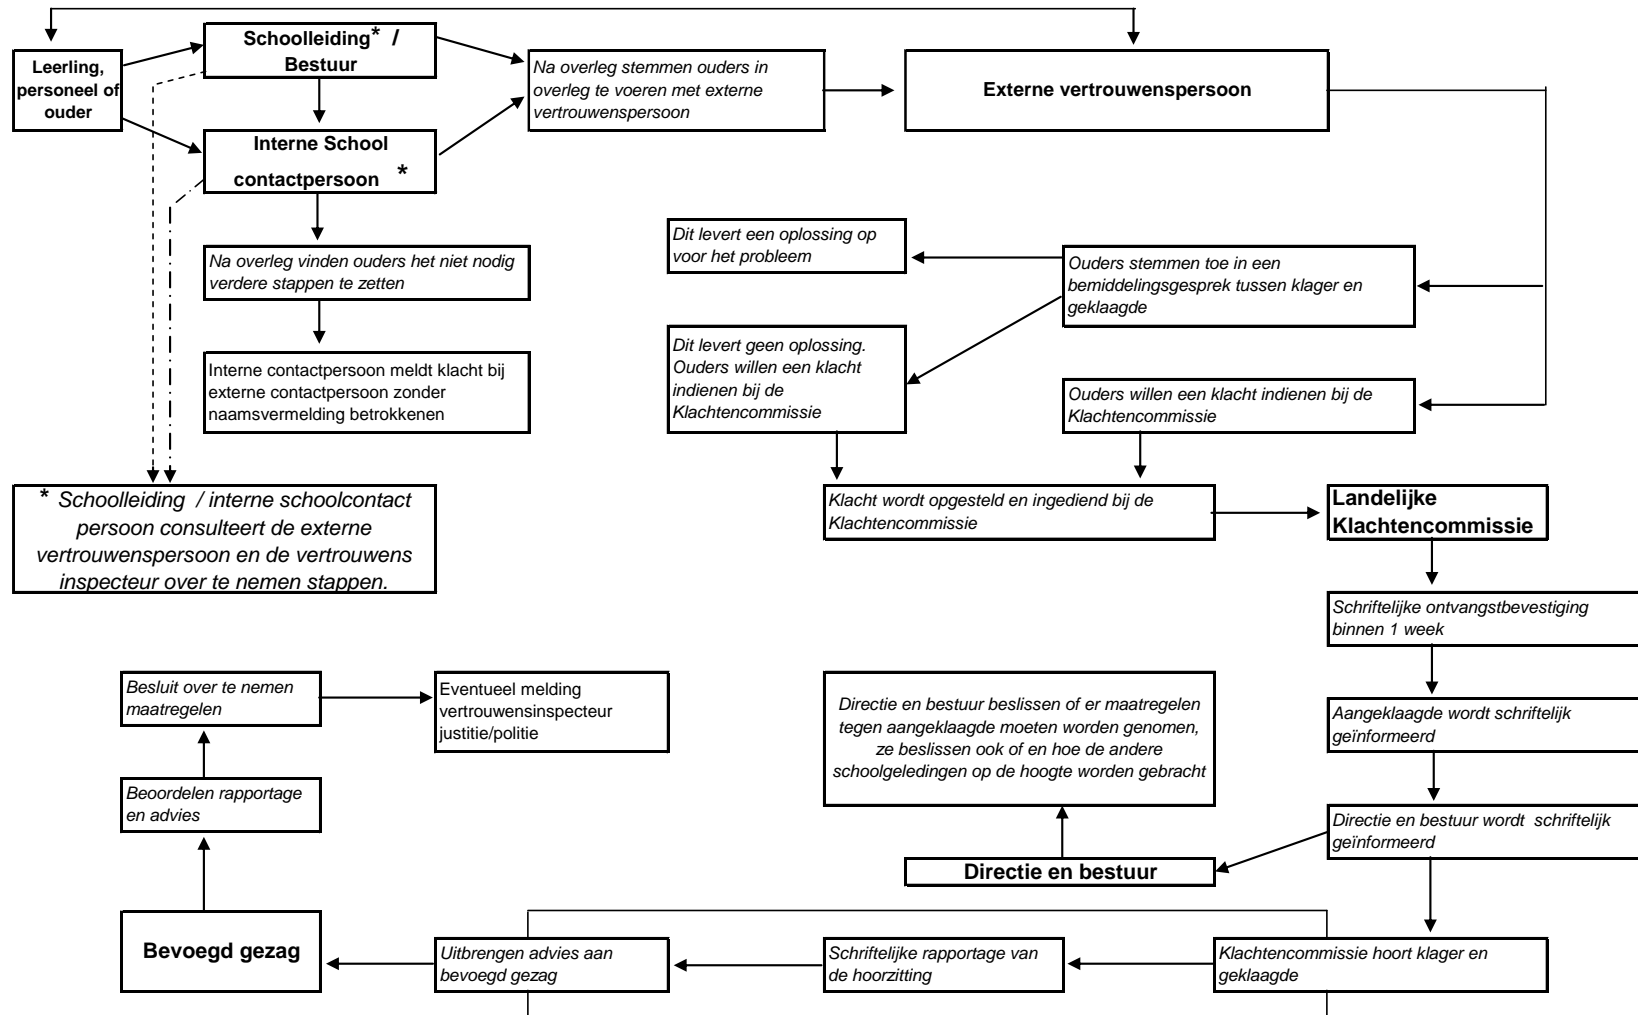 Leerling,
personeel of
ouder
Schoolleiding* /
Bestuur
Interne School
contactpersoon *
Na overleg stemmen ouders in
overleg te voeren met externe
vertrouwenspersoon
Externe vertrouwenspersoon
Na overleg vinden ouders het niet nodig
verdere stappen te zetten
Interne contactpersoon meldt klacht bij
externe contactpersoon zonder
naamsvermelding betrokkenen
Dit levert een oplossing op
voor het probleem
Ouders stemmen toe in een
bemiddelingsgesprek tussen klager en
geklaagde
Dit levert geen oplossing.
Ouders willen een klacht
indienen bij de
Klachtencommissie
Ouders willen een klacht indienen bij de
Klachtencommissie
* Schoolleiding / interne schoolcontact
persoon consulteert de externe
vertrouwenspersoon en de vertrouwens
inspecteur over te nemen stappen.
Klacht wordt opgesteld en ingediend bij de
Klachtencommissie
Landelijke
Klachtencommissie
Schriftelijke ontvangstbevestiging
binnen 1 week
Aangeklaagde wordt schriftelijk
geïnformeerd
Directie en bestuur wordt schriftelijk
geïnformeerd
Directie en bestuur beslissen of er maatregelen
tegen aangeklaagde moeten worden genomen,
ze beslissen ook of en hoe de andere
schoolgeledingen op de hoogte worden gebracht
Directie en bestuur
Besluit over te nemen
maatregelen
Eventueel melding
vertrouwensinspecteur
justitie/politie
Beoordelen rapportage
en advies
Bevoegd gezag
Uitbrengen advies aan
bevoegd gezag
Schriftelijke rapportage van
de hoorzitting
Klachtencommissie hoort klager en
geklaagde